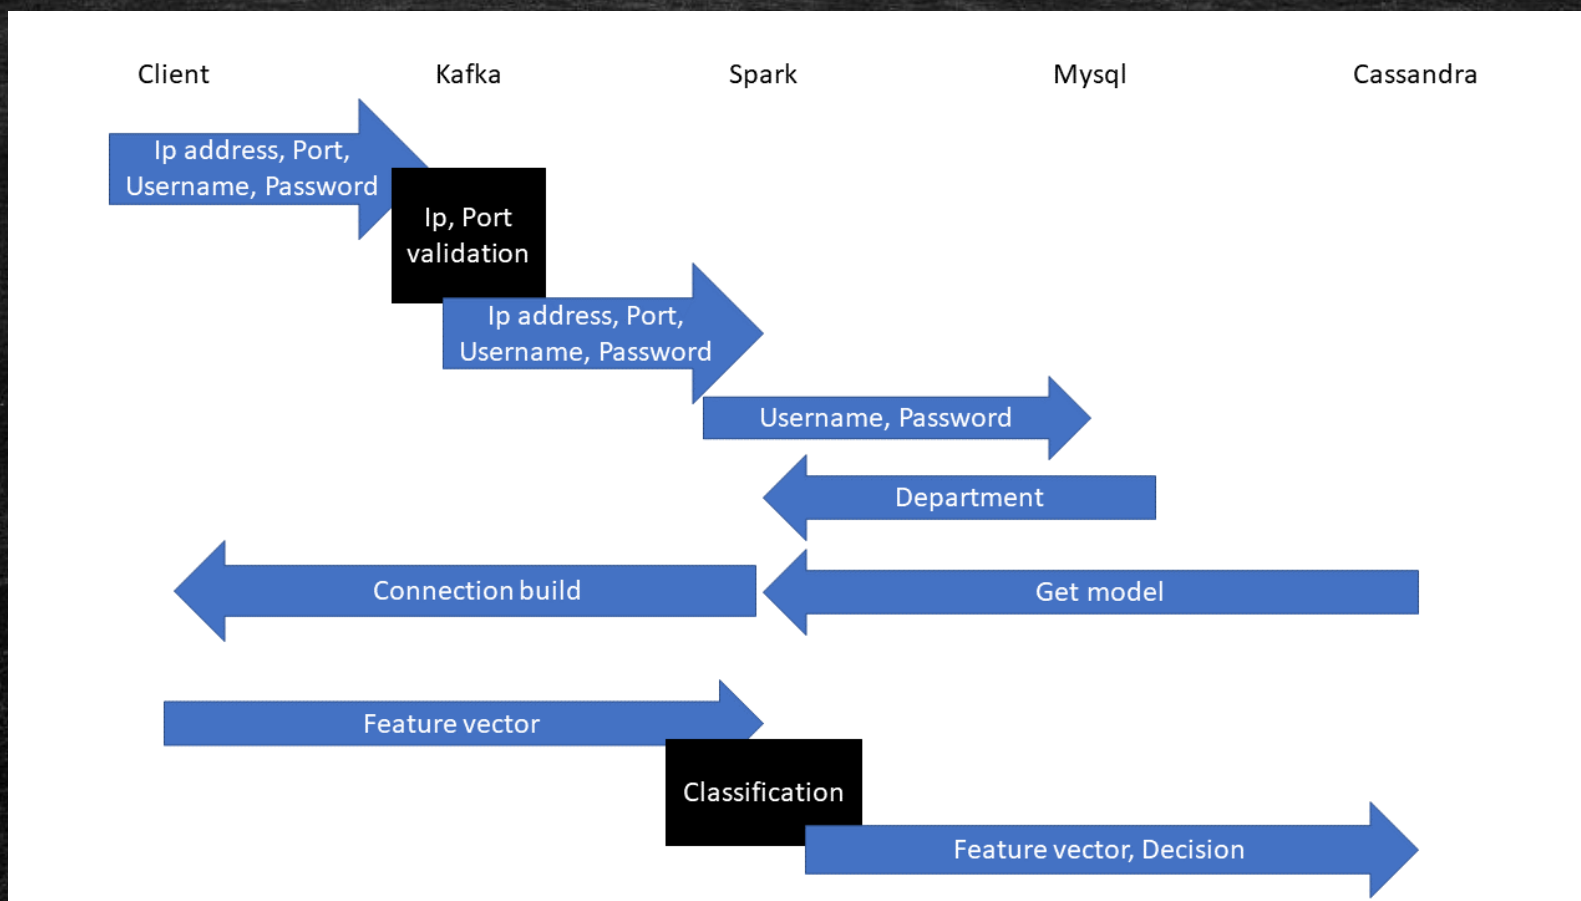 Client
Kafka
Spark
Mysql
Cassandra
Ip address, Port,
Username, Password
Ip, Port
validation
Ip address, Port,
Username, Password
Username, Password
Department
Connection build
Get model
Feature vector
Classification
Feature vector, Decision